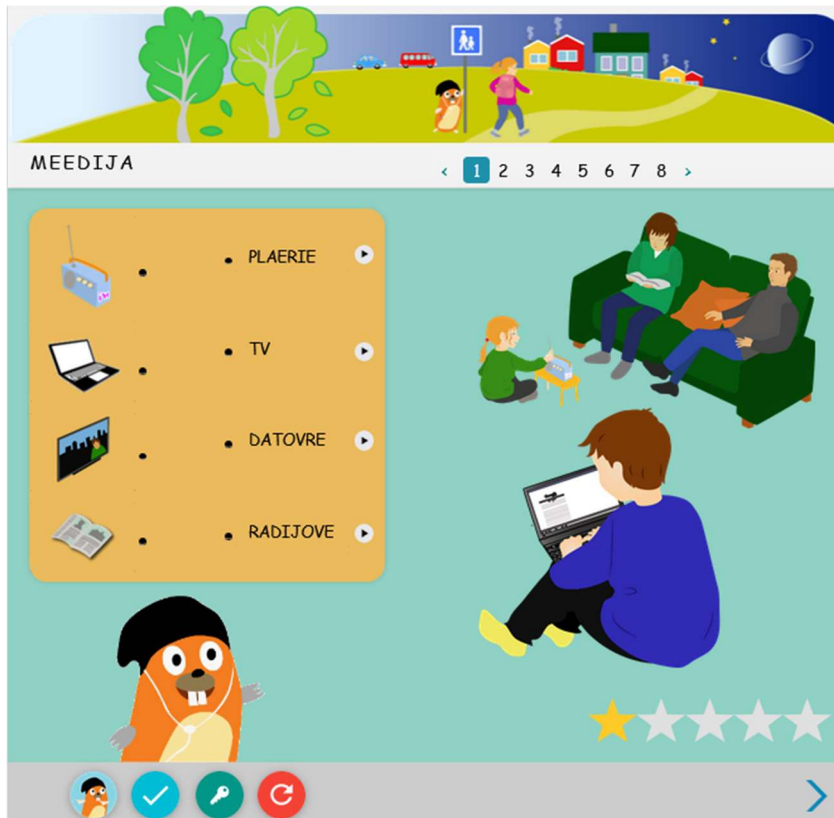 MEEDIJA
‹ 1 2 3 4 5 6 7 8 ›
PLAERIE
TV
DATOVRE
RADIJOVE